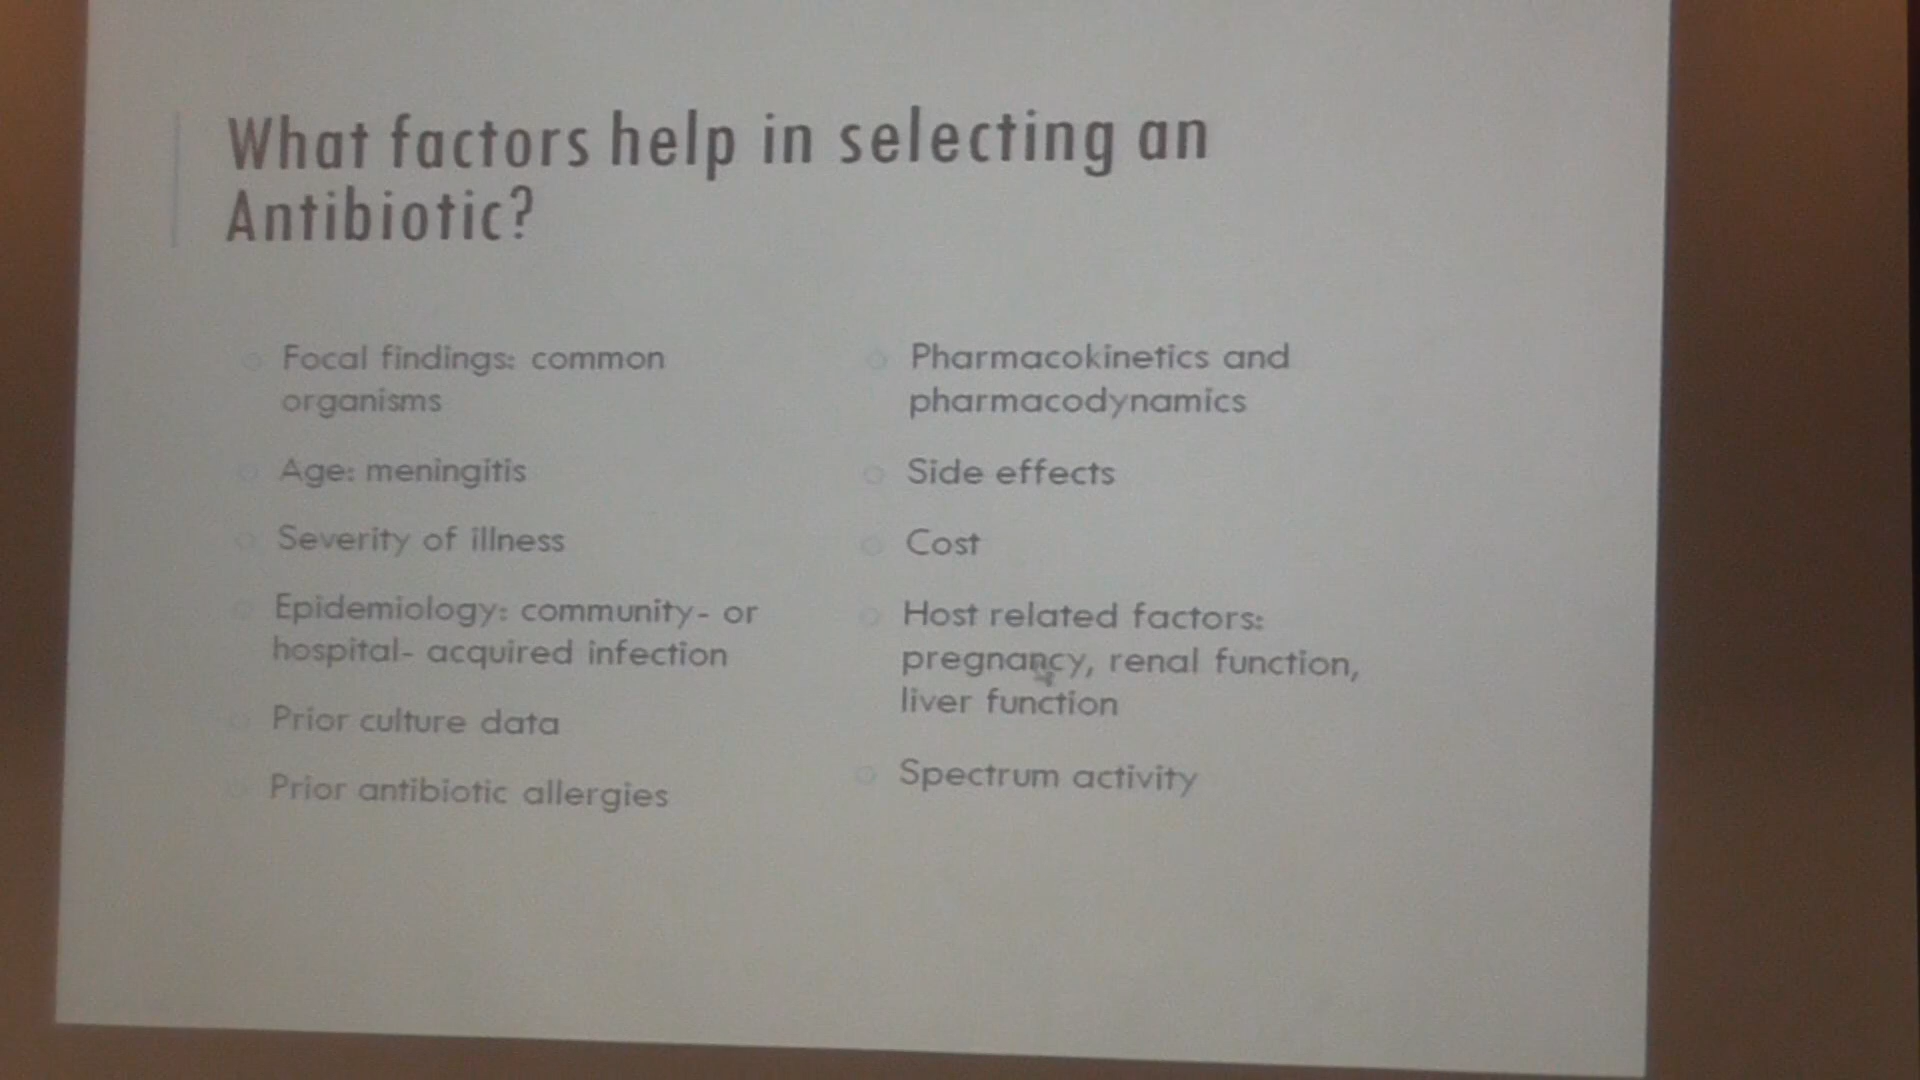 What factors help in selecting an
Antibiotic?
Focal findings: common
organisms
Age: meningitis
Severity of illness
Epidemiology: community- or
hospital- acquired infection
Prior culture data
Prior antibiotic allergies
Pharmacokinetics and
pharmacodynamics
Side effects
Cost
Host related factors:
pregnancy, renal function,
liver function
Spectrum activity